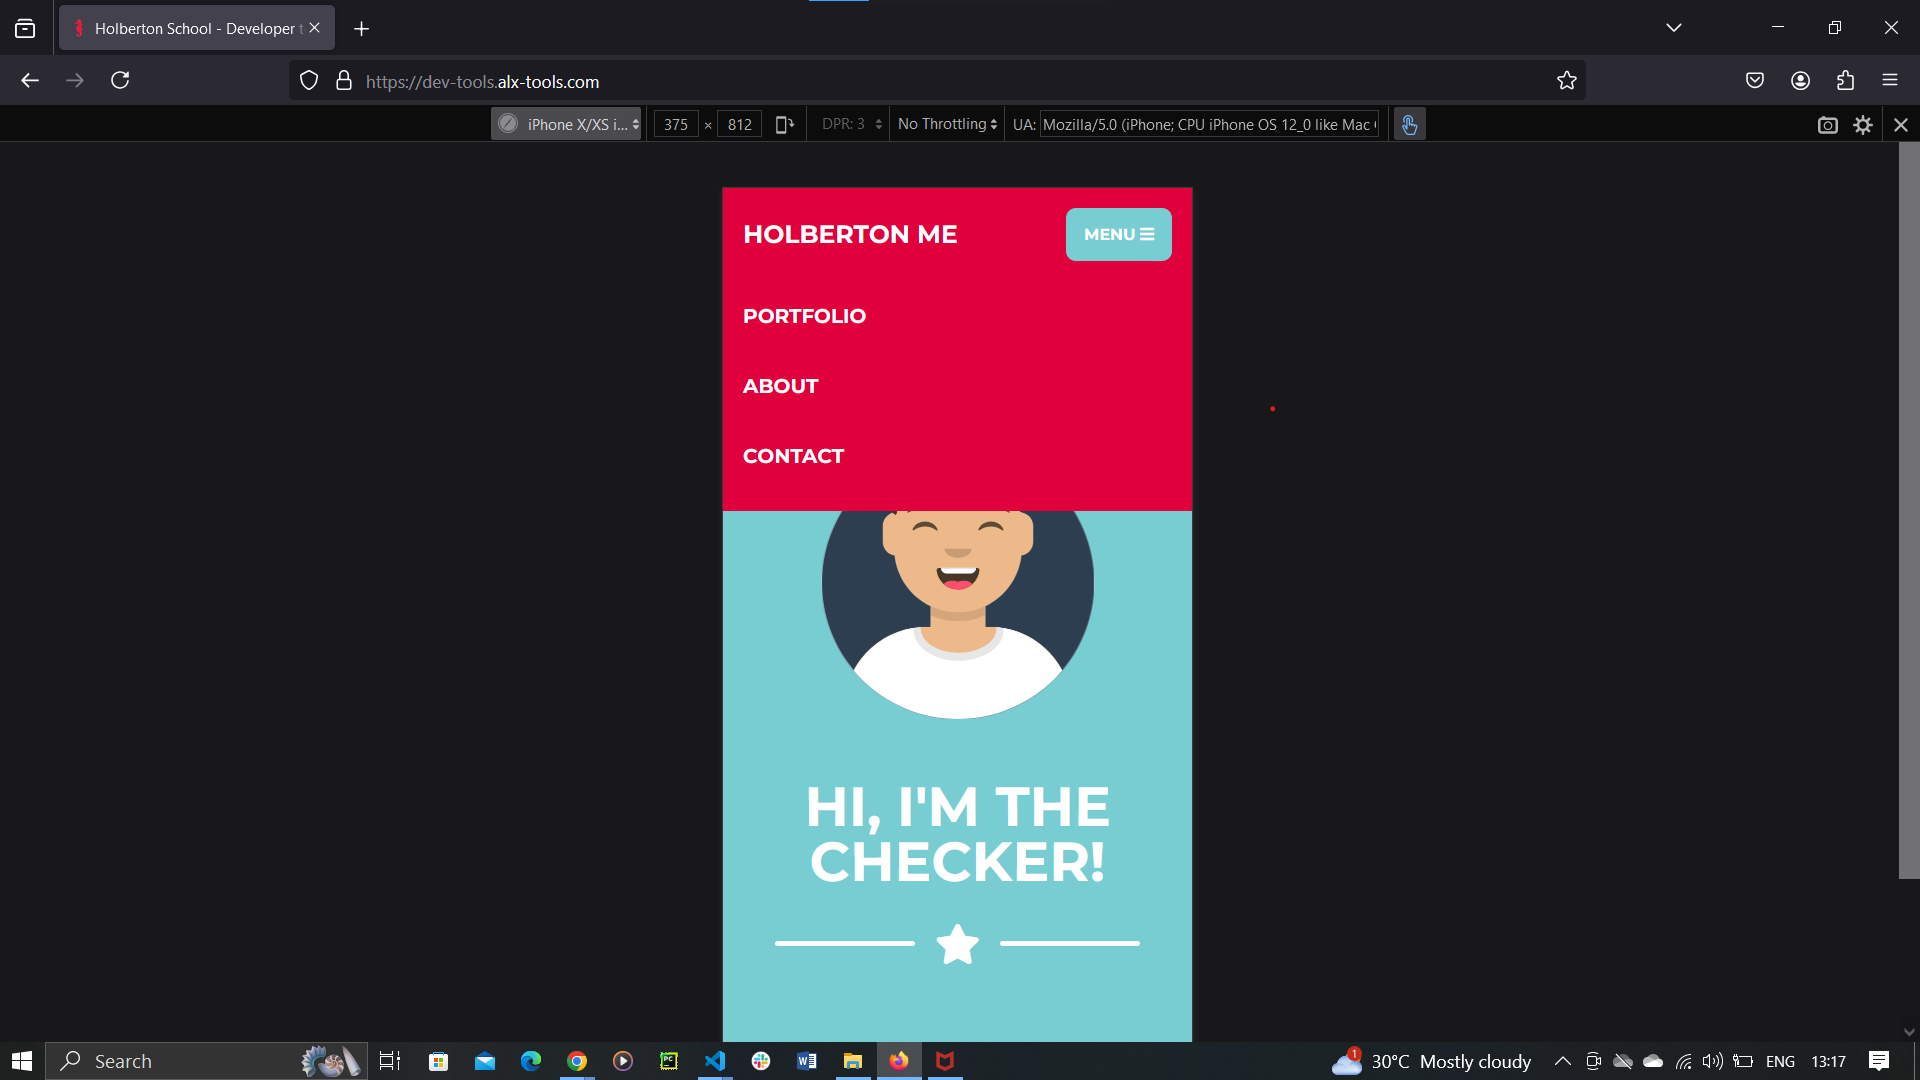 Holberton School - Developer t
https://dev-tools.alx-tools.com
iPhone X/XS i... 375 × 812 DPR: 3 No Throttling UA: Mozilla/5.0 (iPhone; CPU iPhone OS 12_0 like Mac
HOLBERTON ME
MENU
PORTFOLIO
ABOUT
CONTACT
HI, I'M THE
CHECKER!
Search
1
30°C Mostly cloudy
ENG
13:17